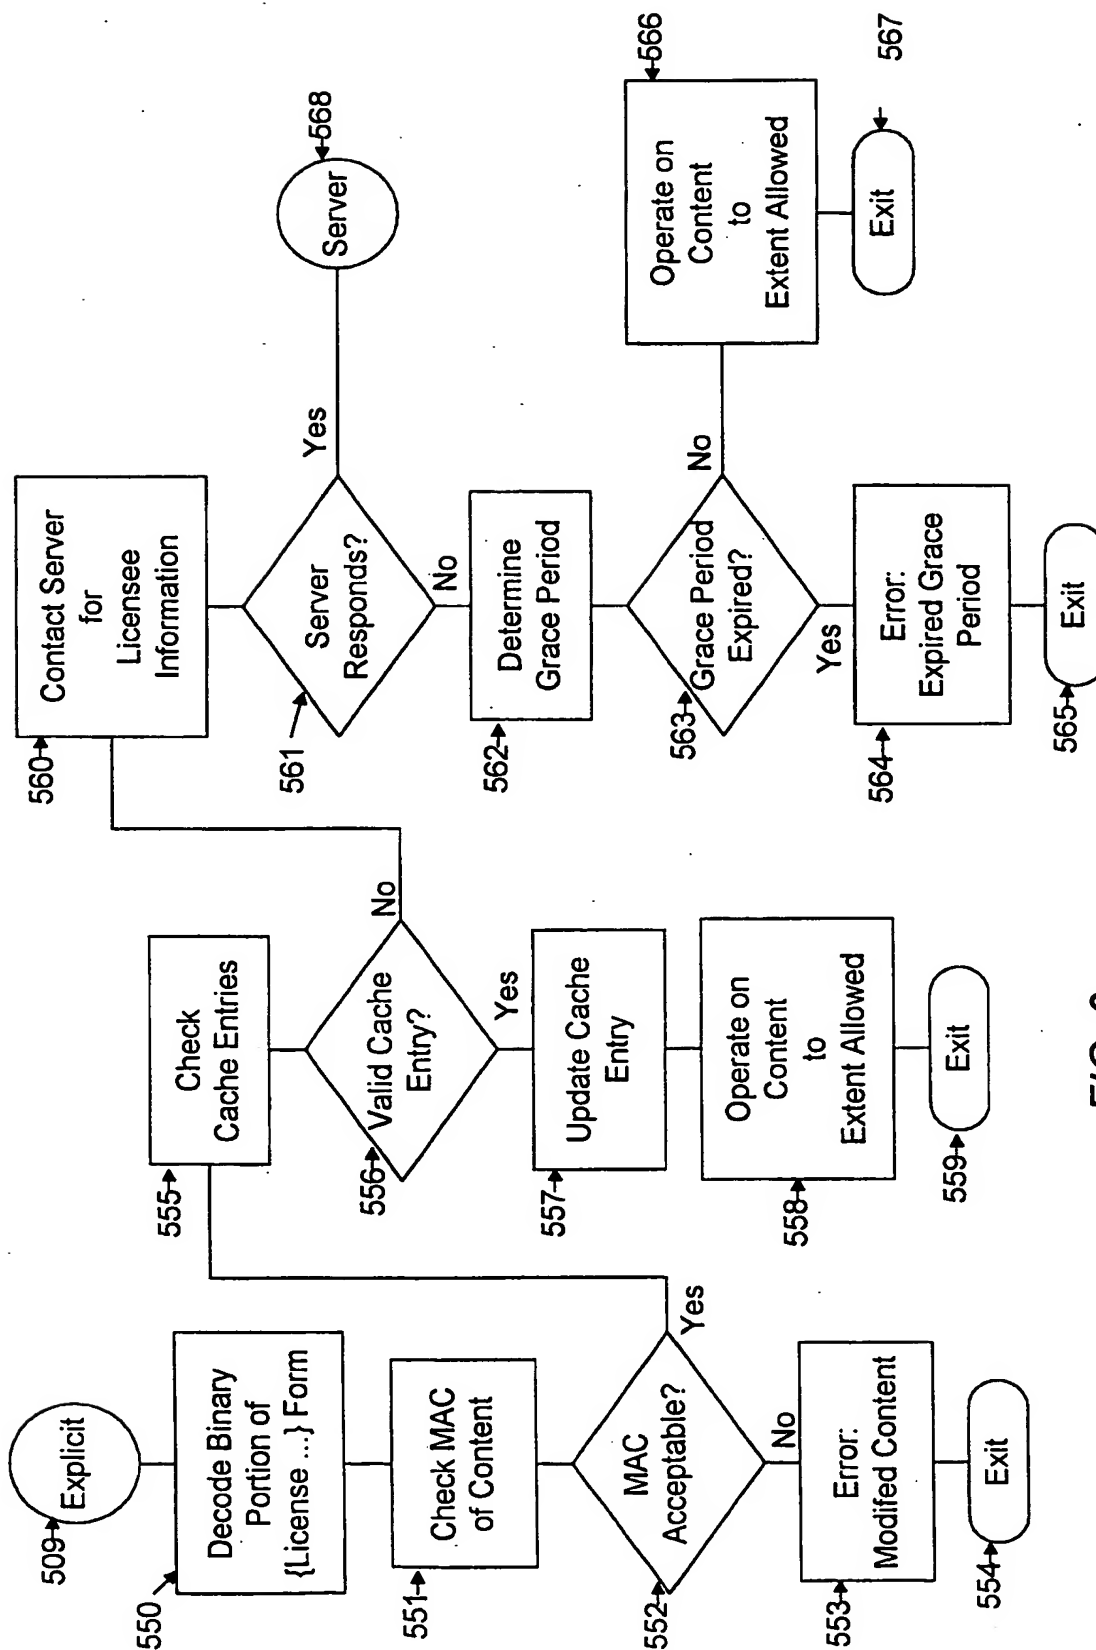 509
Explicit
550
Decode Binary
Portion of
{License ...} Form
551
Check MAC
of Content
552
MAC
Acceptable?
Yes
No
553
Error:
Modifed Content
554
Exit
555
Check
Cache Entries
556
Valid Cache
Entry?
No
Yes
557
Update Cache
Entry
558
Operate on
Content
to
Extent Allowed
559
Exit
560
Contact Server
for
Licensee
Information
561
Server
Responds?
Yes
568
Server
No
562
Determine
Grace Period
563
Grace Period
Expired?
No
566
Operate on
Content
to
Extent Allowed
567
Exit
Yes
564
Error:
Expired Grace
Period
565
Exit